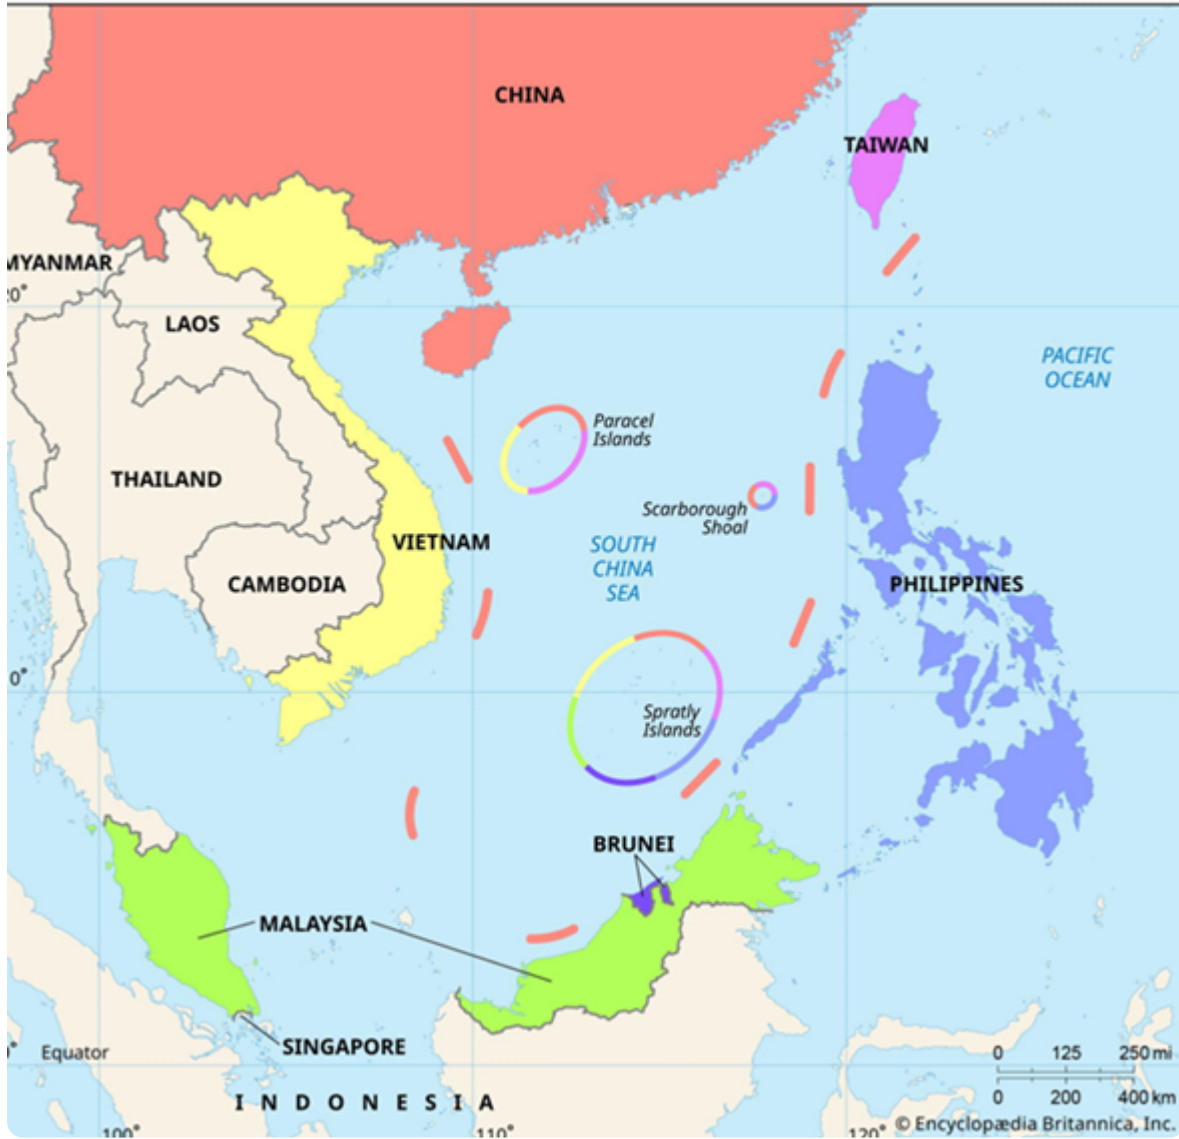 CHINA
TAIWAN
MYANMAR
20°
LAOS
PACIFIC
OCEAN
Paracel
Islands
THAILAND
Scarborough
Shoal
VIETNAM
SOUTH
CHINA
SEA
CAMBODIA
PHILIPPINES
0°
Spratly
Islands
BRUNEI
MALAYSIA
SINGAPORE
Equator
0 125 250 mi
0 200 400 km
INDONESIA
© Encyclopædia Britannica, Inc.
100°
110°
120°